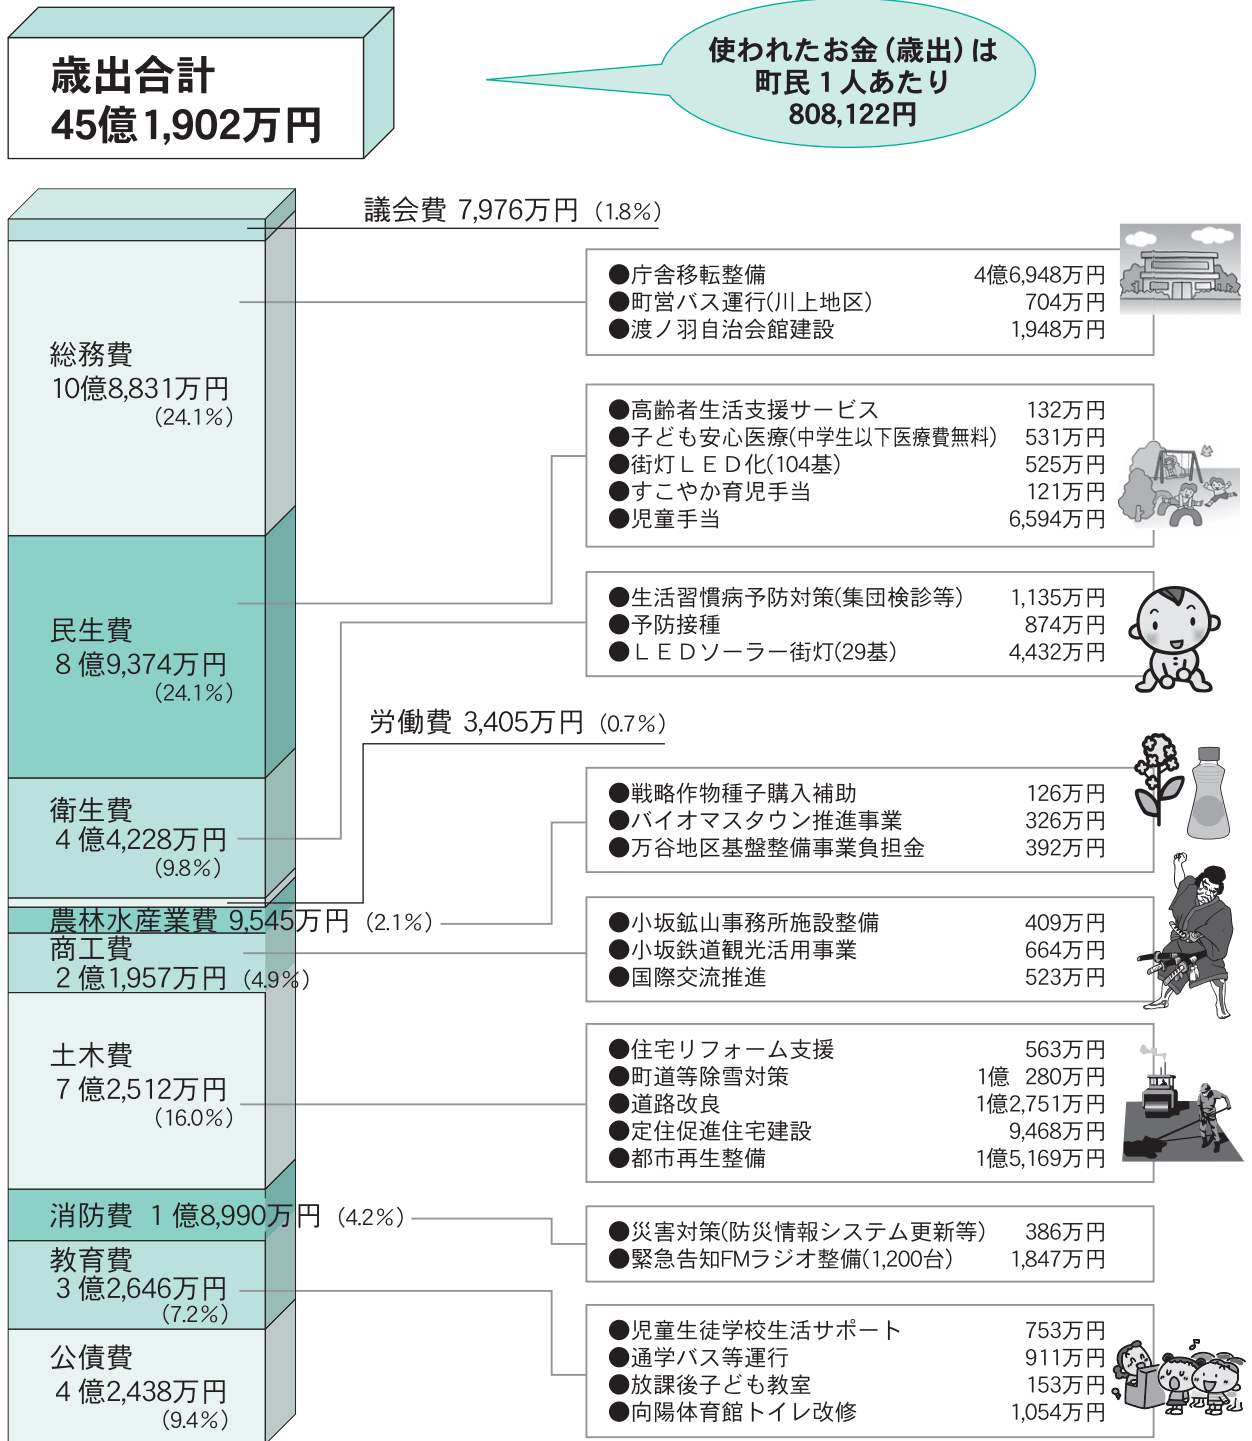 歳出合計
45億1,902万円
使われたお金（歳出）は
町民1人あたり
808,122円
議会費 7,976万円（1.8%）
総務費
10億8,831万円
（24.1%）
●庁舎移転整備 4億6,948万円
●町営バス運行(川上地区) 704万円
●渡ノ羽自治会館建設 1,948万円
民生費
8億9,374万円
（24.1%）
●高齢者生活支援サービス 132万円
●子ども安心医療(中学生以下医療費無料) 531万円
●街灯ＬＥＤ化(104基) 525万円
●すこやか育児手当 121万円
●児童手当 6,594万円
衛生費
4億4,228万円
（9.8%）
●生活習慣病予防対策(集団検診等) 1,135万円
●予防接種 874万円
●ＬＥＤソーラー街灯(29基) 4,432万円
労働費 3,405万円（0.7%）
農林水産業費 9,545万円（2.1%）
●戦略作物種子購入補助 126万円
●バイオマスタウン推進事業 326万円
●万谷地区基盤整備事業負担金 392万円
商工費
2億1,957万円（4.9%）
●小坂鉱山事務所施設整備 409万円
●小坂鉄道観光活用事業 664万円
●国際交流推進 523万円
土木費
7億2,512万円
（16.0%）
●住宅リフォーム支援 563万円
●町道等除雪対策 1億 280万円
●道路改良 1億2,751万円
●定住促進住宅建設 9,468万円
●都市再生整備 1億5,169万円
消防費 1億8,990万円（4.2%）
●災害対策(防災情報システム更新等) 386万円
●緊急告知FMラジオ整備(1,200台) 1,847万円
教育費
3億2,646万円
（7.2%）
●児童生徒学校生活サポート 753万円
●通学バス等運行 911万円
●放課後子ども教室 153万円
●向陽体育館トイレ改修 1,054万円
公債費
4億2,438万円
（9.4%）